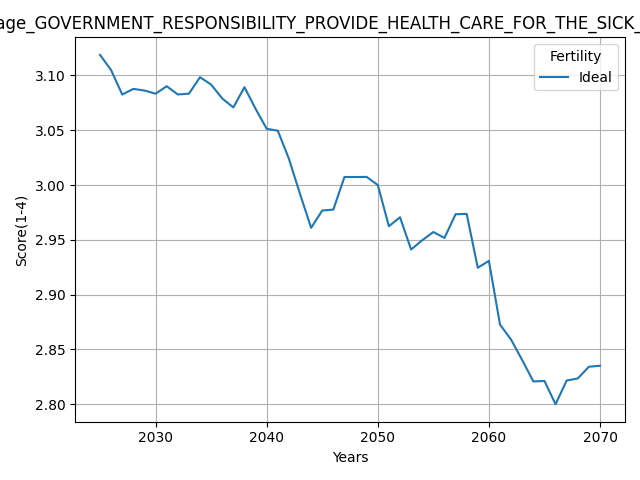 age_GOVERNMENT_RESPONSIBILITY_PROVIDE_HEALTH_CARE_FOR_THE_SICK_
Fertility
Ideal
3.10
3.05
3.00
2.95
2.90
2.85
2.80
Score(1-4)
2030 2040 2050 2060 2070
Years